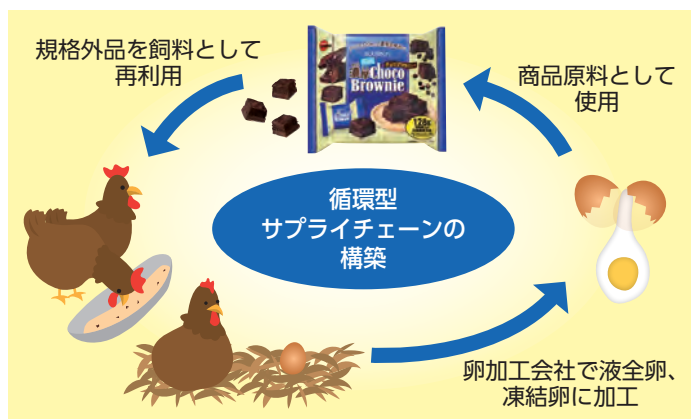 規格外品を飼料として
再利用
濃厚
Choco
Brownie
商品原料として
使用
循環型
サプライチェーンの
構築
卵加工会社で液全卵、
凍結卵に加工